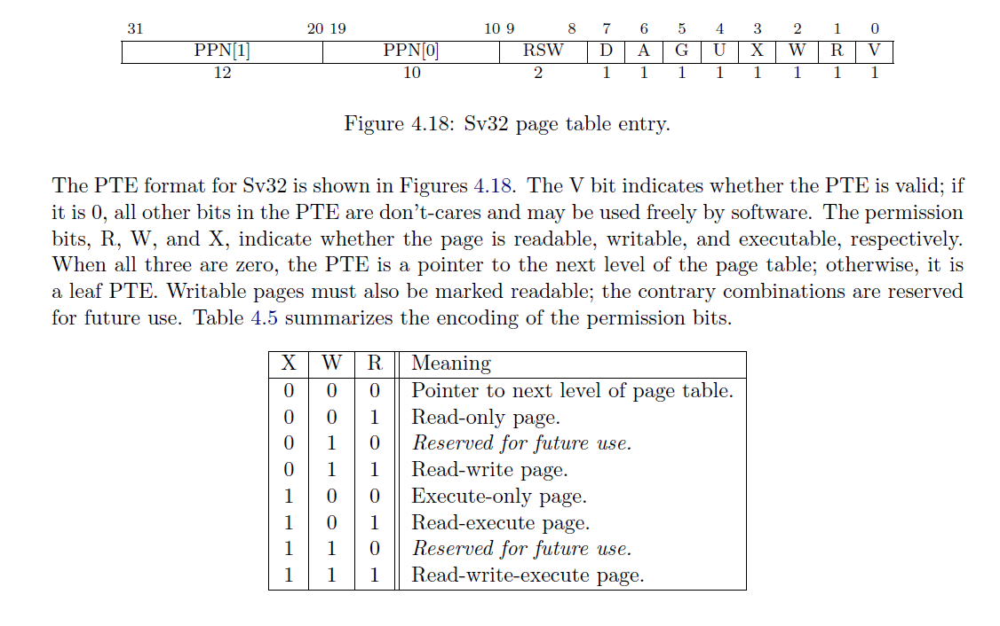 31 20 19 10 9 8 7 6 5 4 3 2 1 0
PPN[1] PPN[0] RSW D A G U X W R V
12 10 2 1 1 1 1 1 1 1 1
Figure 4.18: Sv32 page table entry.
The PTE format for Sv32 is shown in Figures 4.18. The V bit indicates whether the PTE is valid; if
it is 0, all other bits in the PTE are don't-cares and may be used freely by software. The permission
bits, R, W, and X, indicate whether the page is readable, writable, and executable, respectively.
When all three are zero, the PTE is a pointer to the next level of the page table; otherwise, it is
a leaf PTE. Writable pages must also be marked readable; the contrary combinations are reserved
for future use. Table 4.5 summarizes the encoding of the permission bits.
X W R Meaning
0 0 0 Pointer to next level of page table.
0 0 1 Read-only page.
0 1 0 Reserved for future use.
0 1 1 Read-write page.
1 0 0 Execute-only page.
1 0 1 Read-execute page.
1 1 0 Reserved for future use.
1 1 1 Read-write-execute page.